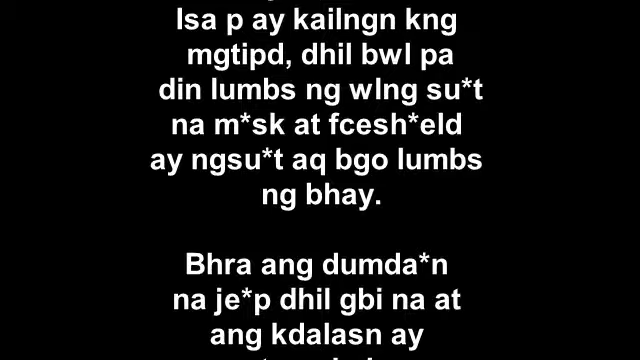 Isa p ay kailngn kng
mgtipd, dhil bwl pa
din lumbs ng wlng su*t
na m*sk at fcesh*eld
ay ngsu*t aq bgo lumbs
ng bhay.
Bhra ang dumda*n
na je*p dhil gbi na at
ang kdalasn ay